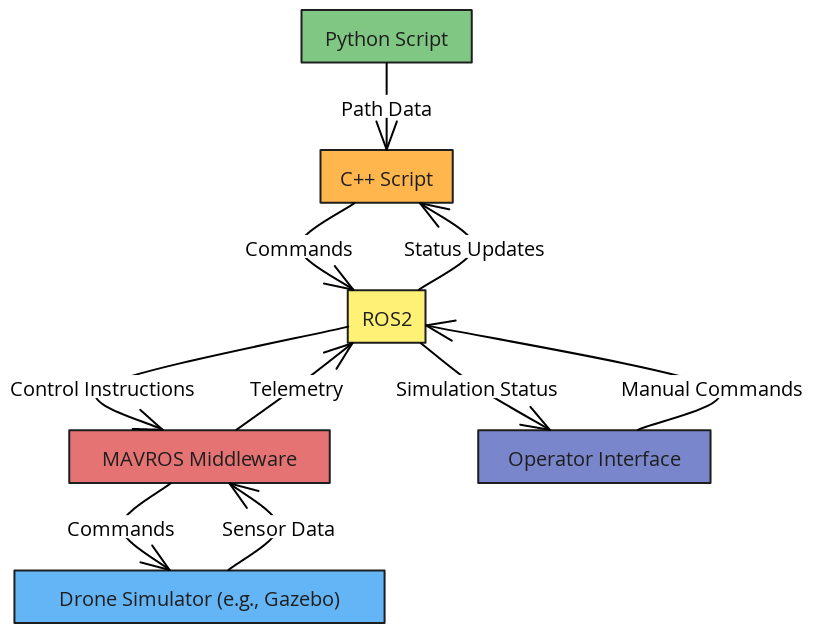 Python Script
Path Data
C++ Script
Commands
Status Updates
ROS2
Control Instructions
Telemetry
Simulation Status
Manual Commands
MAVROS Middleware
Operator Interface
Commands
Sensor Data
Drone Simulator (e.g., Gazebo)